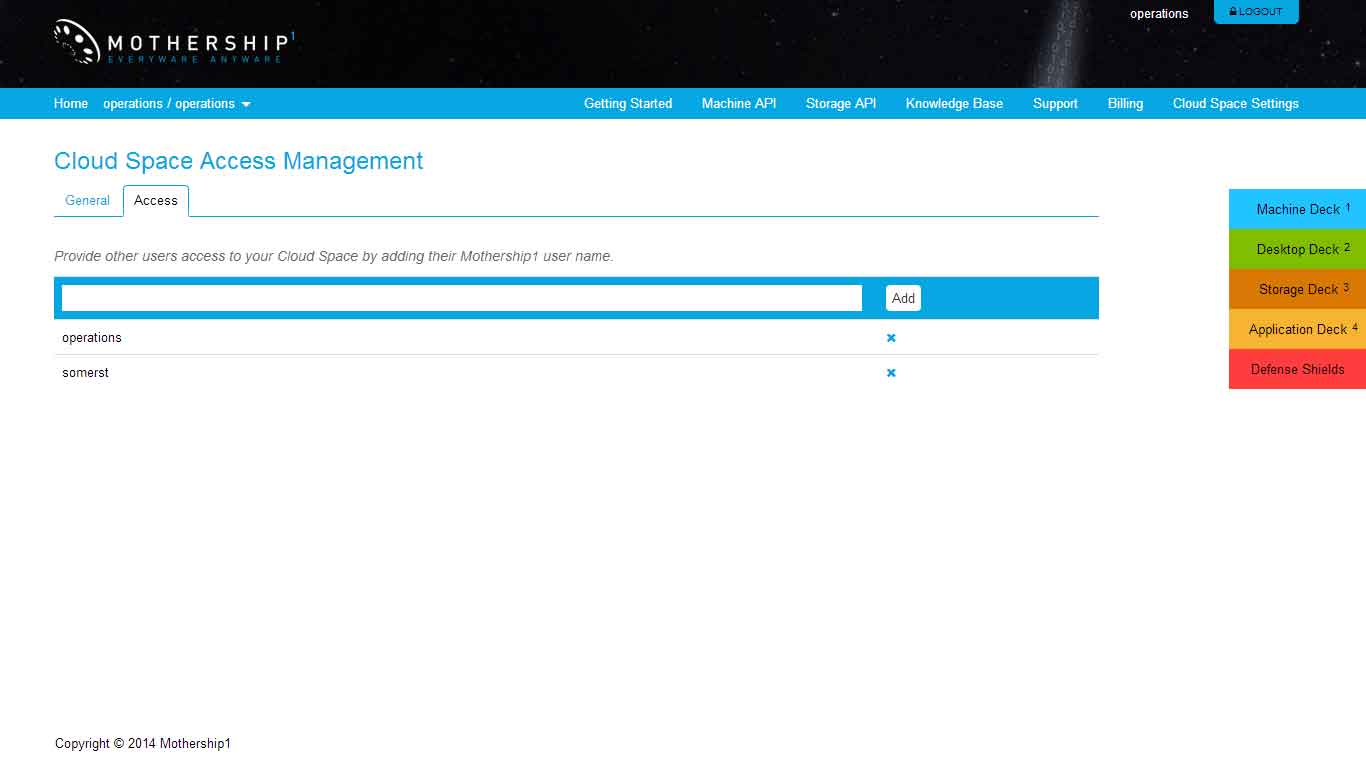 operations
LOGOUT
MOTHERSHIP1
EVERYWARE ANYWARE
Home operations / operations Getting Started Machine API Storage API Knowledge Base Support Billing Cloud Space Settings
Cloud Space Access Management
General Access
Provide other users access to your Cloud Space by adding their Mothership1 user name.
Add
operations
somerst
Machine Deck 1
Desktop Deck 2
Storage Deck 3
Application Deck 4
Defense Shields
Copyright © 2014 Mothership1